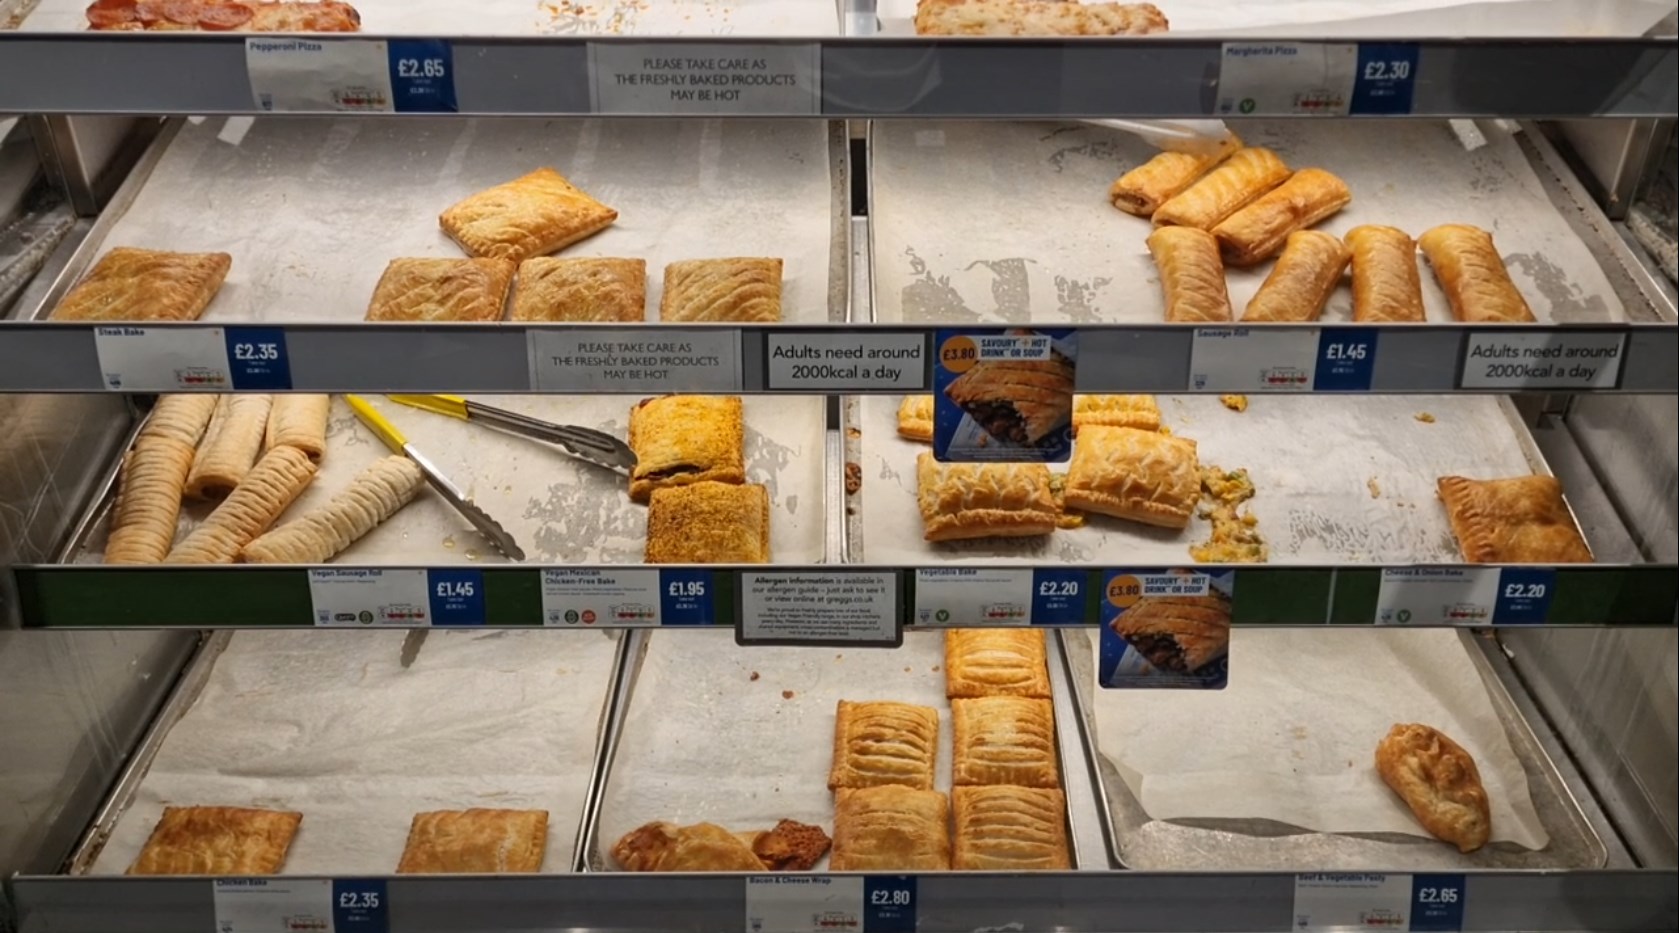 Pepperoni Pizza
£2.65
PLEASE TAKE CARE AS
THE FRESHLY BAKED PRODUCTS
MAY BE HOT
Margherita Pizza
£2.30
Steak Bake
£2.35
PLEASE TAKE CARE AS
THE FRESHLY BAKED PRODUCTS
MAY BE HOT
Adults need around
2000kcal a day
£3.80
SAVOURY + HOT
DRINK OR SOUP
Sausage Roll
£1.45
Adults need around
2000kcal a day
Vegan Sausage Roll
£1.45
Vegan Mexican
Chicken-Free Bake
£1.95
Allergen information is available in
our allergen guide – just ask to see it
or view online at greggs.co.uk
Vegetable Bake
£2.20
£3.80
SAVOURY + HOT
DRINK OR SOUP
Cheese & Onion Bake
£2.20
Chicken Bake
£2.35
Bacon & Cheese Wrap
£2.80
Beef & Vegetable Pasty
£2.65